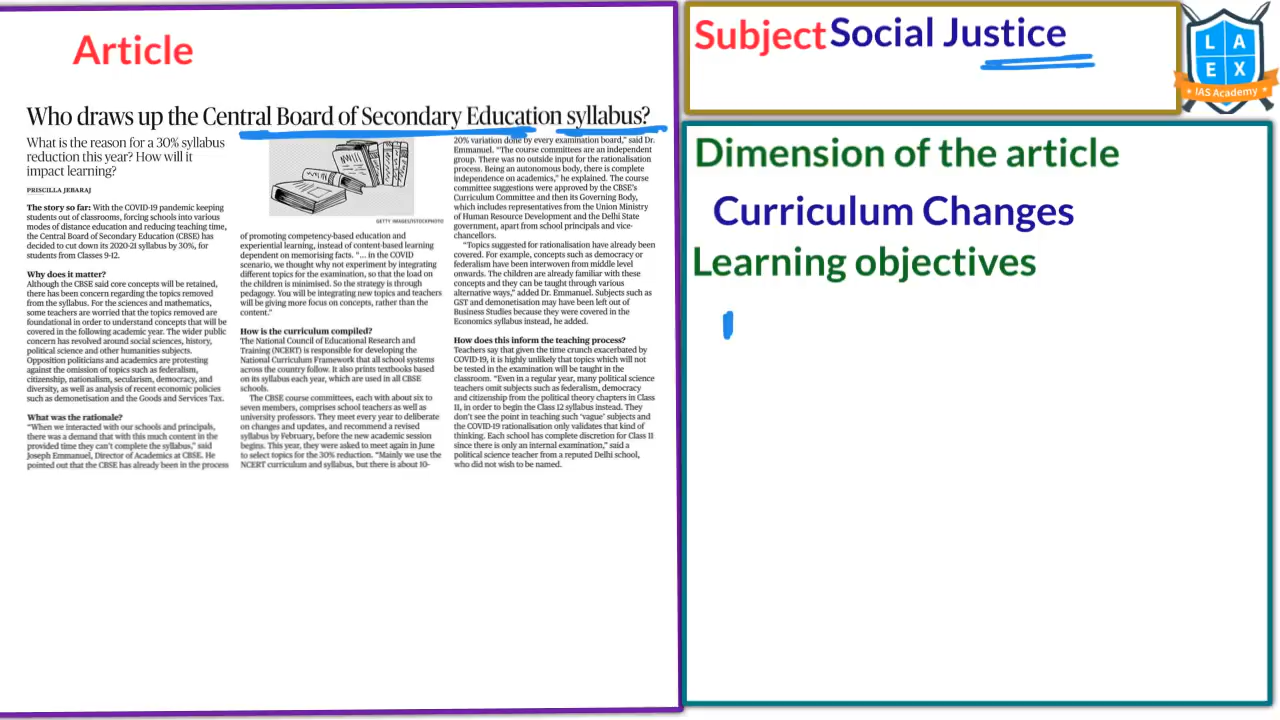 Article
Who draws up the Central Board of Secondary Education syllabus?
What is the reason for a 30% syllabus
reduction this year? How will it
impact learning?
PRISCILLA JEBARAJ
The story so far: With the COVID-19 pandemic keeping
students out of classrooms, forcing schools into various
modes of distance education and reducing teaching time,
the Central Board of Secondary Education (CBSE) has
decided to cut down its 2020-21 syllabus by 30%, for
students from Classes 9-12.
Why does it matter?
Although the CBSE said core concepts will be retained,
there has been concern regarding the topics removed
from the syllabus. For the sciences and mathematics,
some teachers are worried that the topics removed are
foundational in order to understand concepts that will be
covered in the following academic year. The wider public
concern has revolved around social sciences, history,
political science and other humanities subjects.
Opposition politicians and academics are protesting
against the omission of topics such as federalism,
citizenship, nationalism, secularism, democracy, and
diversity, as well as analysis of recent economic policies
such as demonetisation and the Goods and Services Tax.
What was the rationale?
“When we interacted with our schools and principals,
there was a demand that with this much content in the
provided time they can’t complete the syllabus,” said
Joseph Emmanuel, Director of Academics at CBSE. He
pointed out that the CBSE has already been in the process
GETTY IMAGES/ISTOCKPHOTO
of promoting competency-based education and
experiential learning, instead of content-based learning
dependent on memorising facts. “... in the COVID
scenario, we thought why not experiment by integrating
different topics for the examination, so that the load on
the children is minimised. So the strategy is through
pedagogy. You will be integrating new topics and teachers
will be giving more focus on concepts, rather than the
content.”
How is the curriculum compiled?
The National Council of Educational Research and
Training (NCERT) is responsible for developing the
National Curriculum Framework that all school systems
across the country follow. It also prints textbooks based
on its syllabus each year, which are used in all CBSE
schools.
The CBSE course committees, each with about six to
seven members, comprises school teachers as well as
university professors. They meet every year to deliberate
on changes and updates, and recommend a revised
syllabus by February, before the new academic session
begins. This year, they were asked to meet again in June
to select topics for the 30% reduction. “Mainly we use the
NCERT curriculum and syllabus, but there is about 10-
20% variation done by every examination board,” said Dr.
Emmanuel. “The course committees are an independent
group. There was no outside input for the rationalisation
process. Being an autonomous body, there is complete
independence on academics,” he explained. The course
committee suggestions were approved by the CBSE’s
Curriculum Committee and then its Governing Body,
which includes representatives from the Union Ministry
of Human Resource Development and the Delhi State
government, apart from school principals and vice-
chancellors.
“Topics suggested for rationalisation have already been
covered. For example, concepts such as democracy or
federalism have been interwoven from middle level
onwards. The children are already familiar with these
concepts and they can be taught through various
alternative ways,” added Dr. Emmanuel. Subjects such as
GST and demonetisation may have been left out of
Business Studies because they were covered in the
Economics syllabus instead, he added.
How does this inform the teaching process?
Teachers say that given the time crunch exacerbated by
COVID-19, it is highly unlikely that topics which will not
be tested in the examination will be taught in the
classroom. “Even in a regular year, many political science
teachers omit subjects such as federalism, democracy
and citizenship from the political theory chapters in Class
11, in order to begin the Class 12 syllabus instead. They
don’t see the point in teaching such ‘vague’ subjects and
the COVID-19 rationalisation only validates that kind of
thinking. Each school has complete discretion for Class 11
since there is only an internal examination,” said a
political science teacher from a reputed Delhi school,
who did not wish to be named.
Subject Social Justice
LA
EX
IAS Academy
Dimension of the article
Curriculum Changes
Learning objectives